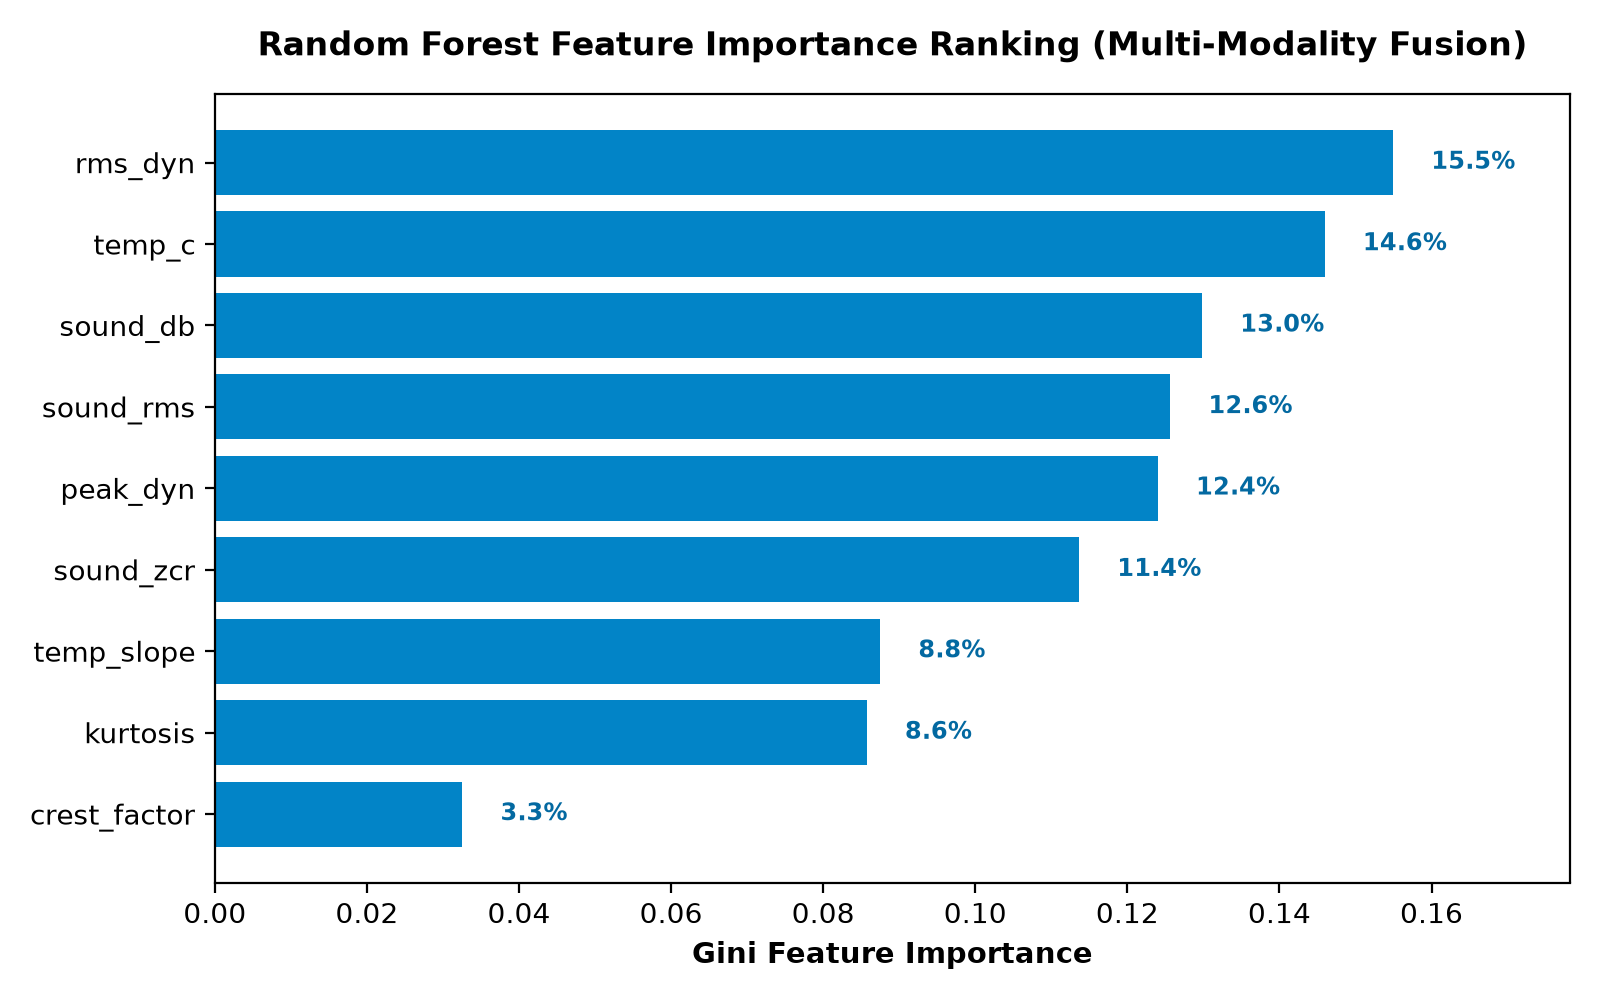 Random Forest Feature Importance Ranking (Multi-Modality Fusion)
rms_dyn 15.5%
temp_c 14.6%
sound_db 13.0%
sound_rms 12.6%
peak_dyn 12.4%
sound_zcr 11.4%
temp_slope 8.8%
kurtosis 8.6%
crest_factor 3.3%
0.00 0.02 0.04 0.06 0.08 0.10 0.12 0.14 0.16
Gini Feature Importance